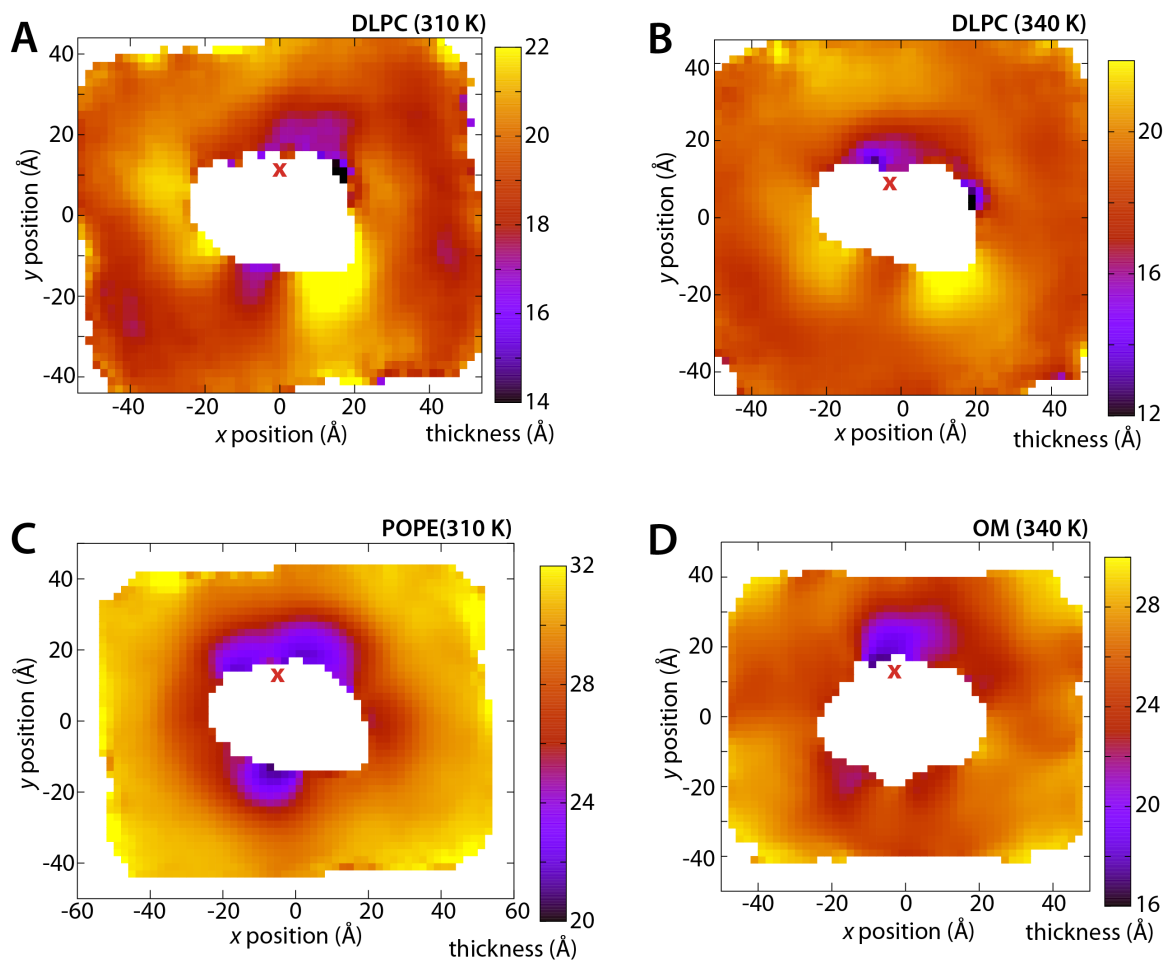 A
DLPC (310 K)
40
20
0
-20
-40
y position (Å)
-40
-20
0
20
40
x position (Å)
22
20
18
16
14
thickness (Å)
x
B
DLPC (340 K)
40
20
0
-20
-40
y position (Å)
-40
-20
0
20
40
x position (Å)
20
16
12
thickness (Å)
x
C
POPE(310 K)
40
20
0
-20
-40
y position (Å)
-60
-40
-20
0
20
40
60
x position (Å)
32
28
24
20
thickness (Å)
x
D
OM (340 K)
40
20
0
-20
-40
y position (Å)
-40
-20
0
20
40
x position (Å)
28
24
20
16
thickness (Å)
x